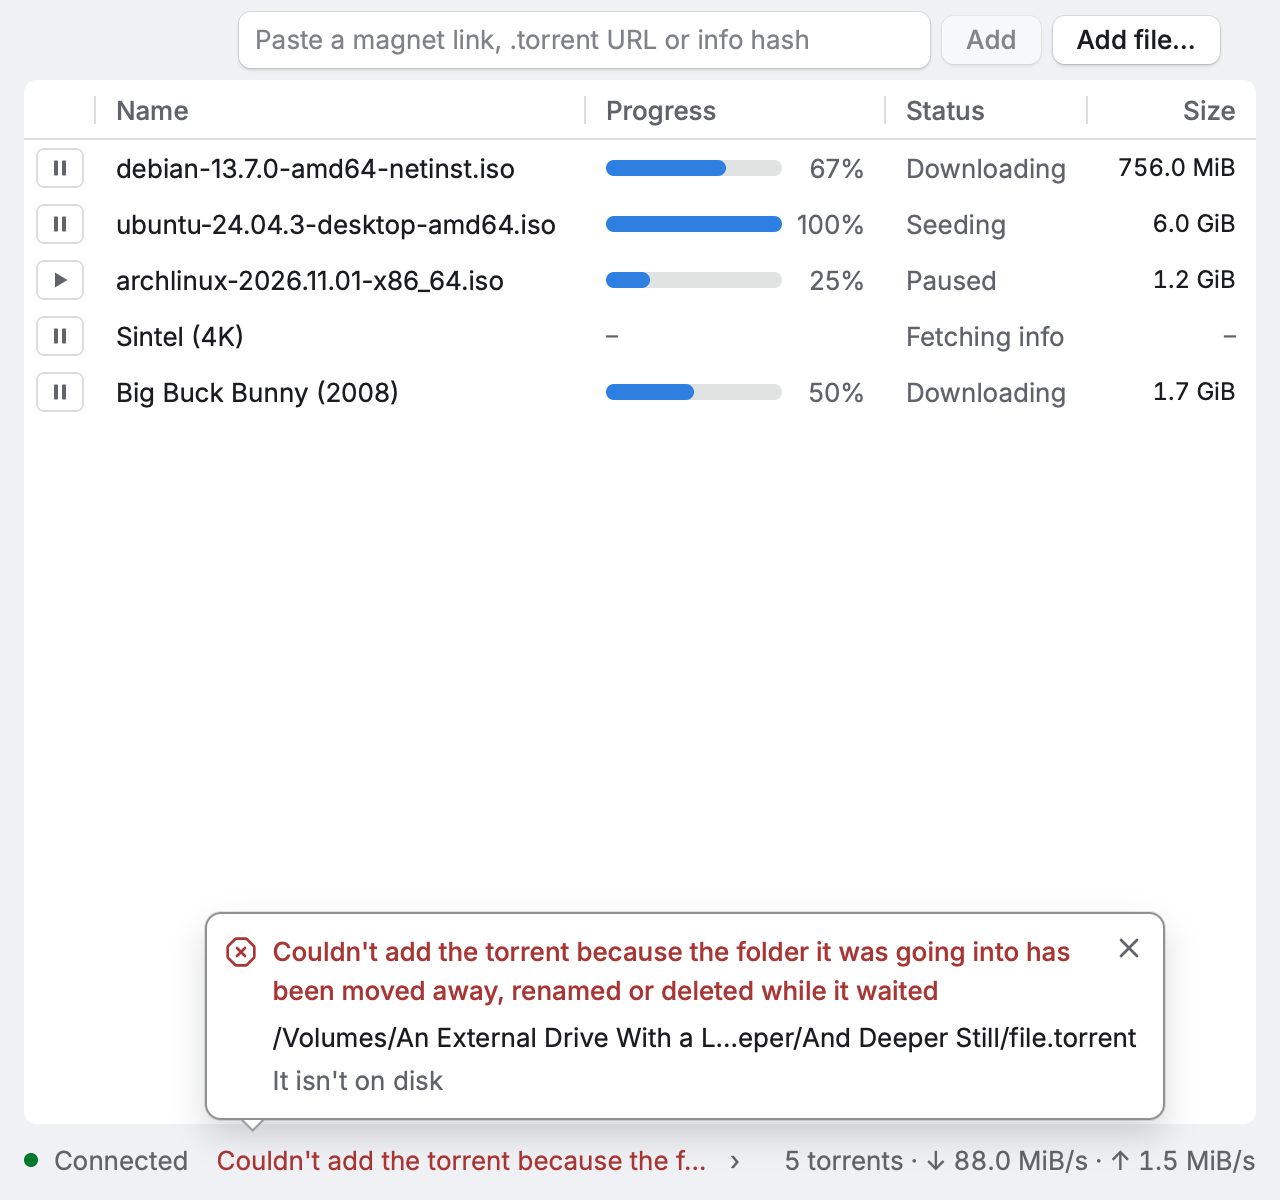 Paste a magnet link, .torrent URL or info hash
Add
Add file...
Name Progress Status Size
debian-13.7.0-amd64-netinst.iso 67% Downloading 756.0 MiB
ubuntu-24.04.3-desktop-amd64.iso 100% Seeding 6.0 GiB
archlinux-2026.11.01-x86_64.iso 25% Paused 1.2 GiB
Sintel (4K) – Fetching info –
Big Buck Bunny (2008) 50% Downloading 1.7 GiB
Couldn't add the torrent because the folder it was going into has
been moved away, renamed or deleted while it waited
/Volumes/An External Drive With a L...eper/And Deeper Still/file.torrent
It isn't on disk
Connected Couldn't add the torrent because the f... › 5 torrents · ↓ 88.0 MiB/s · ↑ 1.5 MiB/s